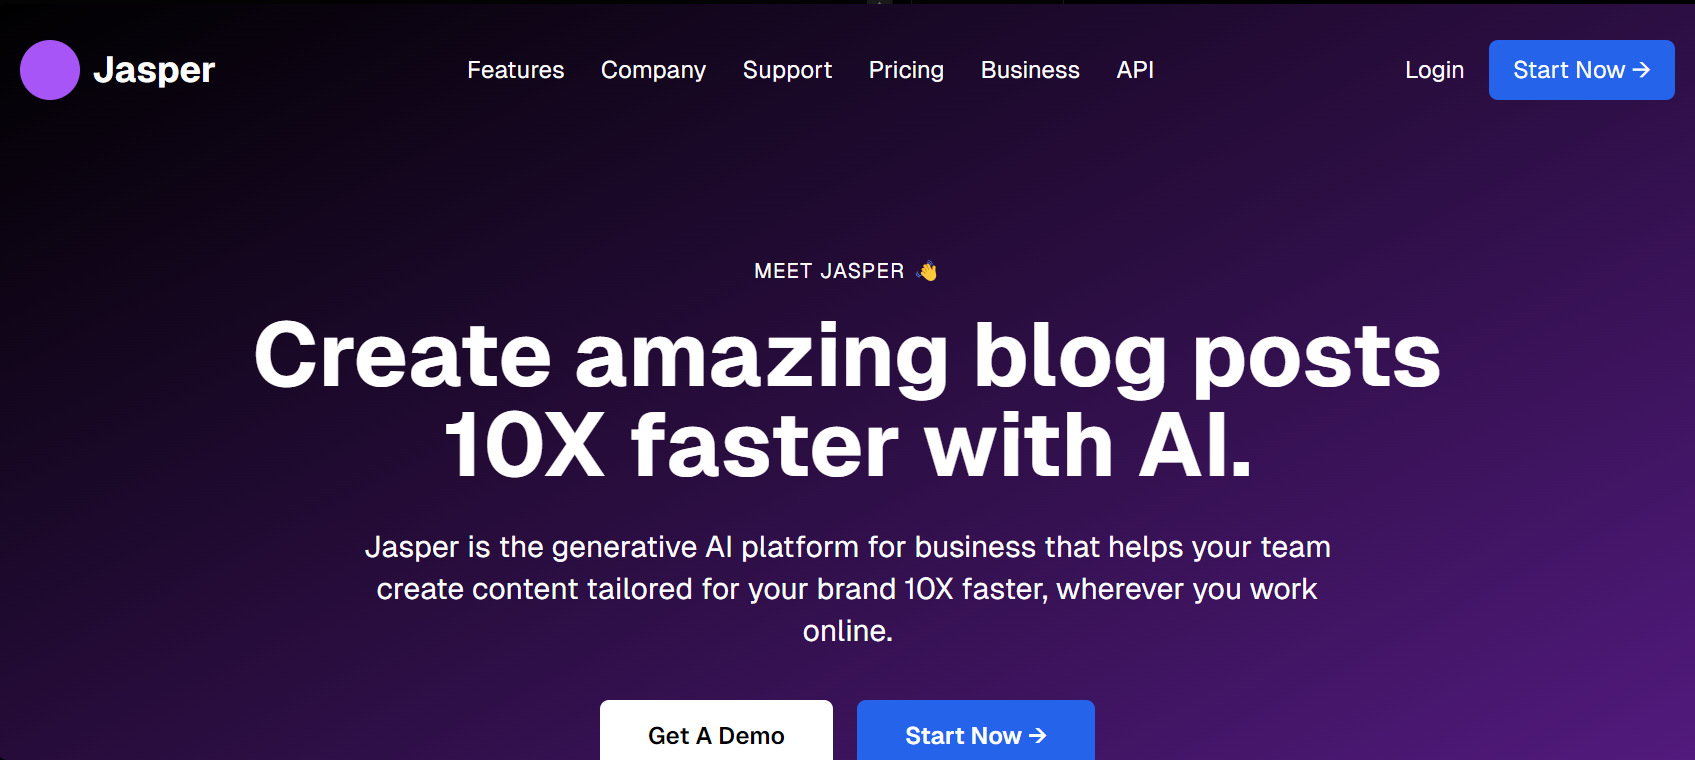 Jasper
Features Company Support Pricing Business API
Login
Start Now →
MEET JASPER 👋
Create amazing blog posts
10X faster with AI.
Jasper is the generative AI platform for business that helps your team
create content tailored for your brand 10X faster, wherever you work
online.
Get A Demo
Start Now →